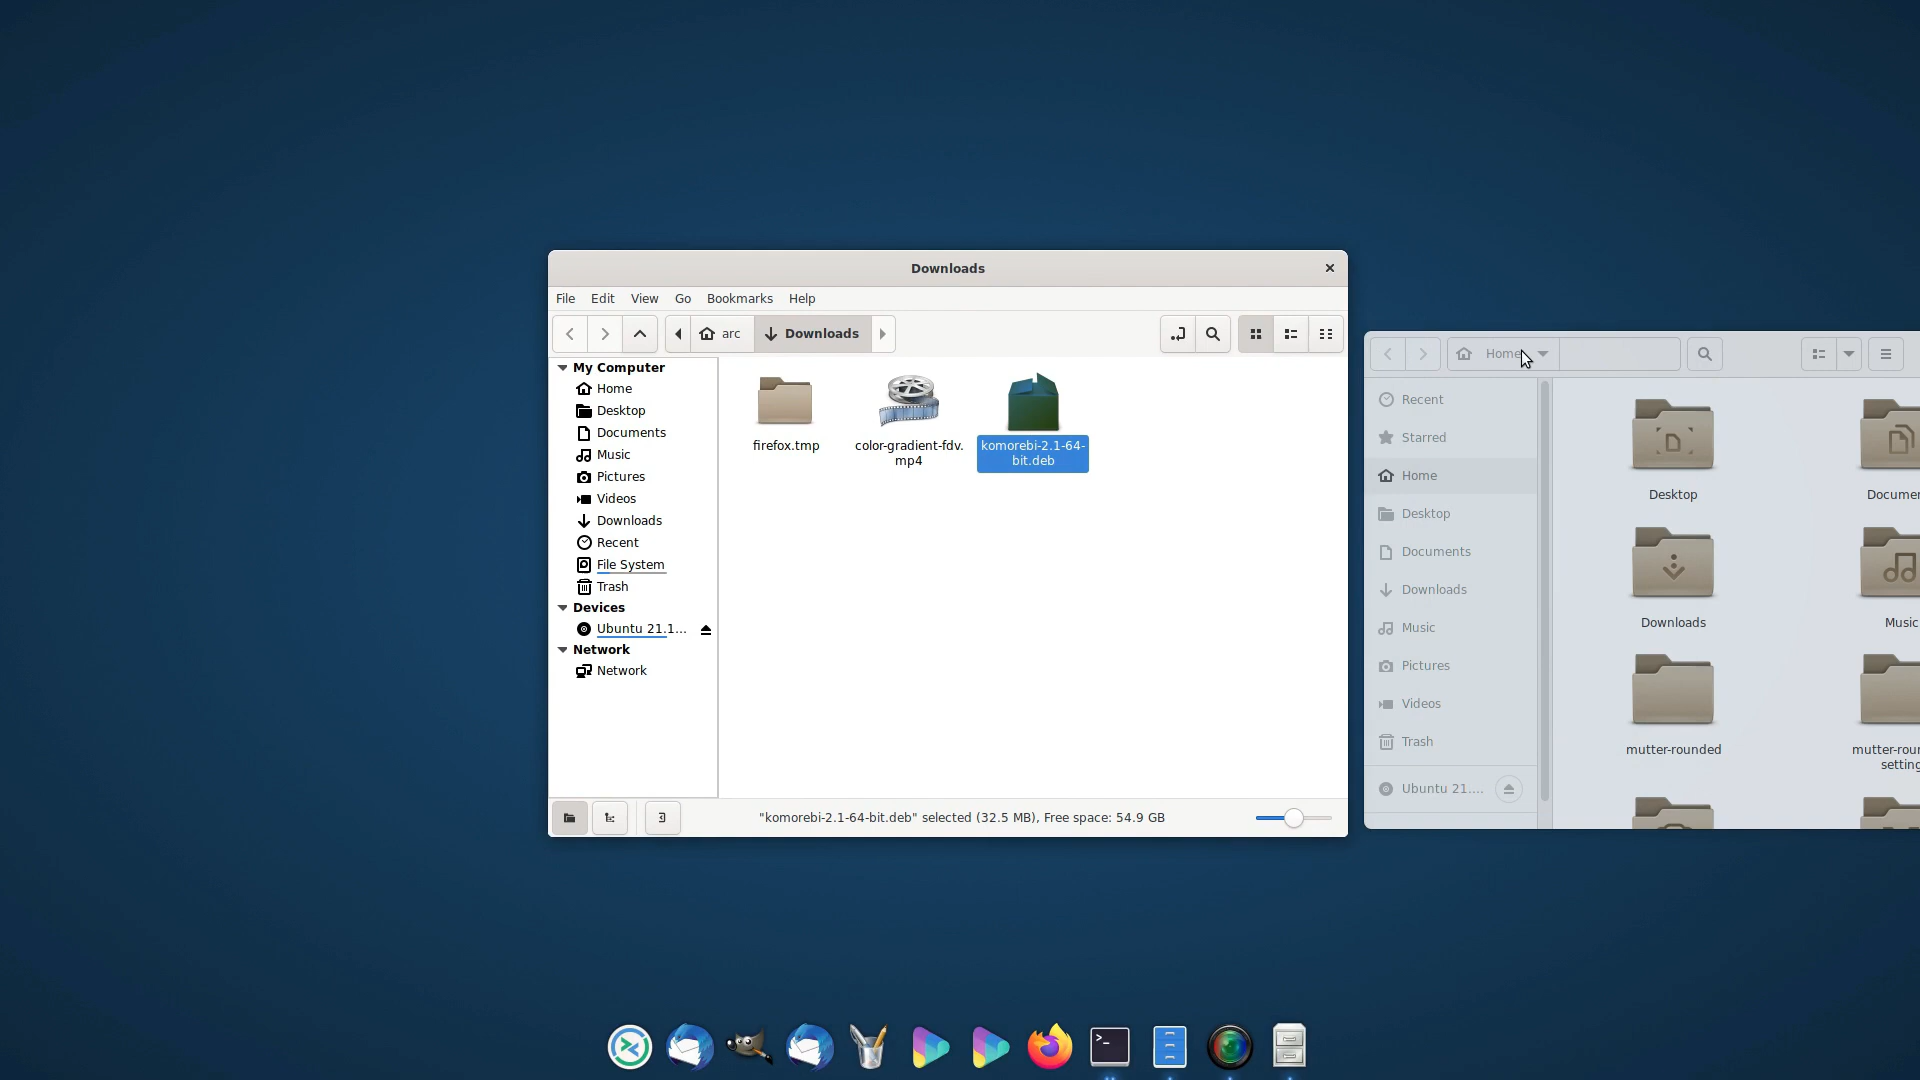 Downloads
File Edit View Go Bookmarks Help
arc Downloads
My Computer
Home
Desktop
Documents
Music
Pictures
Videos
Downloads
Recent
File System
Trash
Devices
Ubuntu 21.1...
Network
Network
firefox.tmp
color-gradient-fdv.
mp4
komorebi-2.1-64-
bit.deb
"komorebi-2.1-64-bit.deb" selected (32.5 MB), Free space: 54.9 GB
Home
Recent
Starred
Home
Desktop
Documents
Downloads
Music
Pictures
Videos
Trash
Ubuntu 21....
Desktop
Documen
Downloads
Music
mutter-rounded
mutter-roun
setting
>_